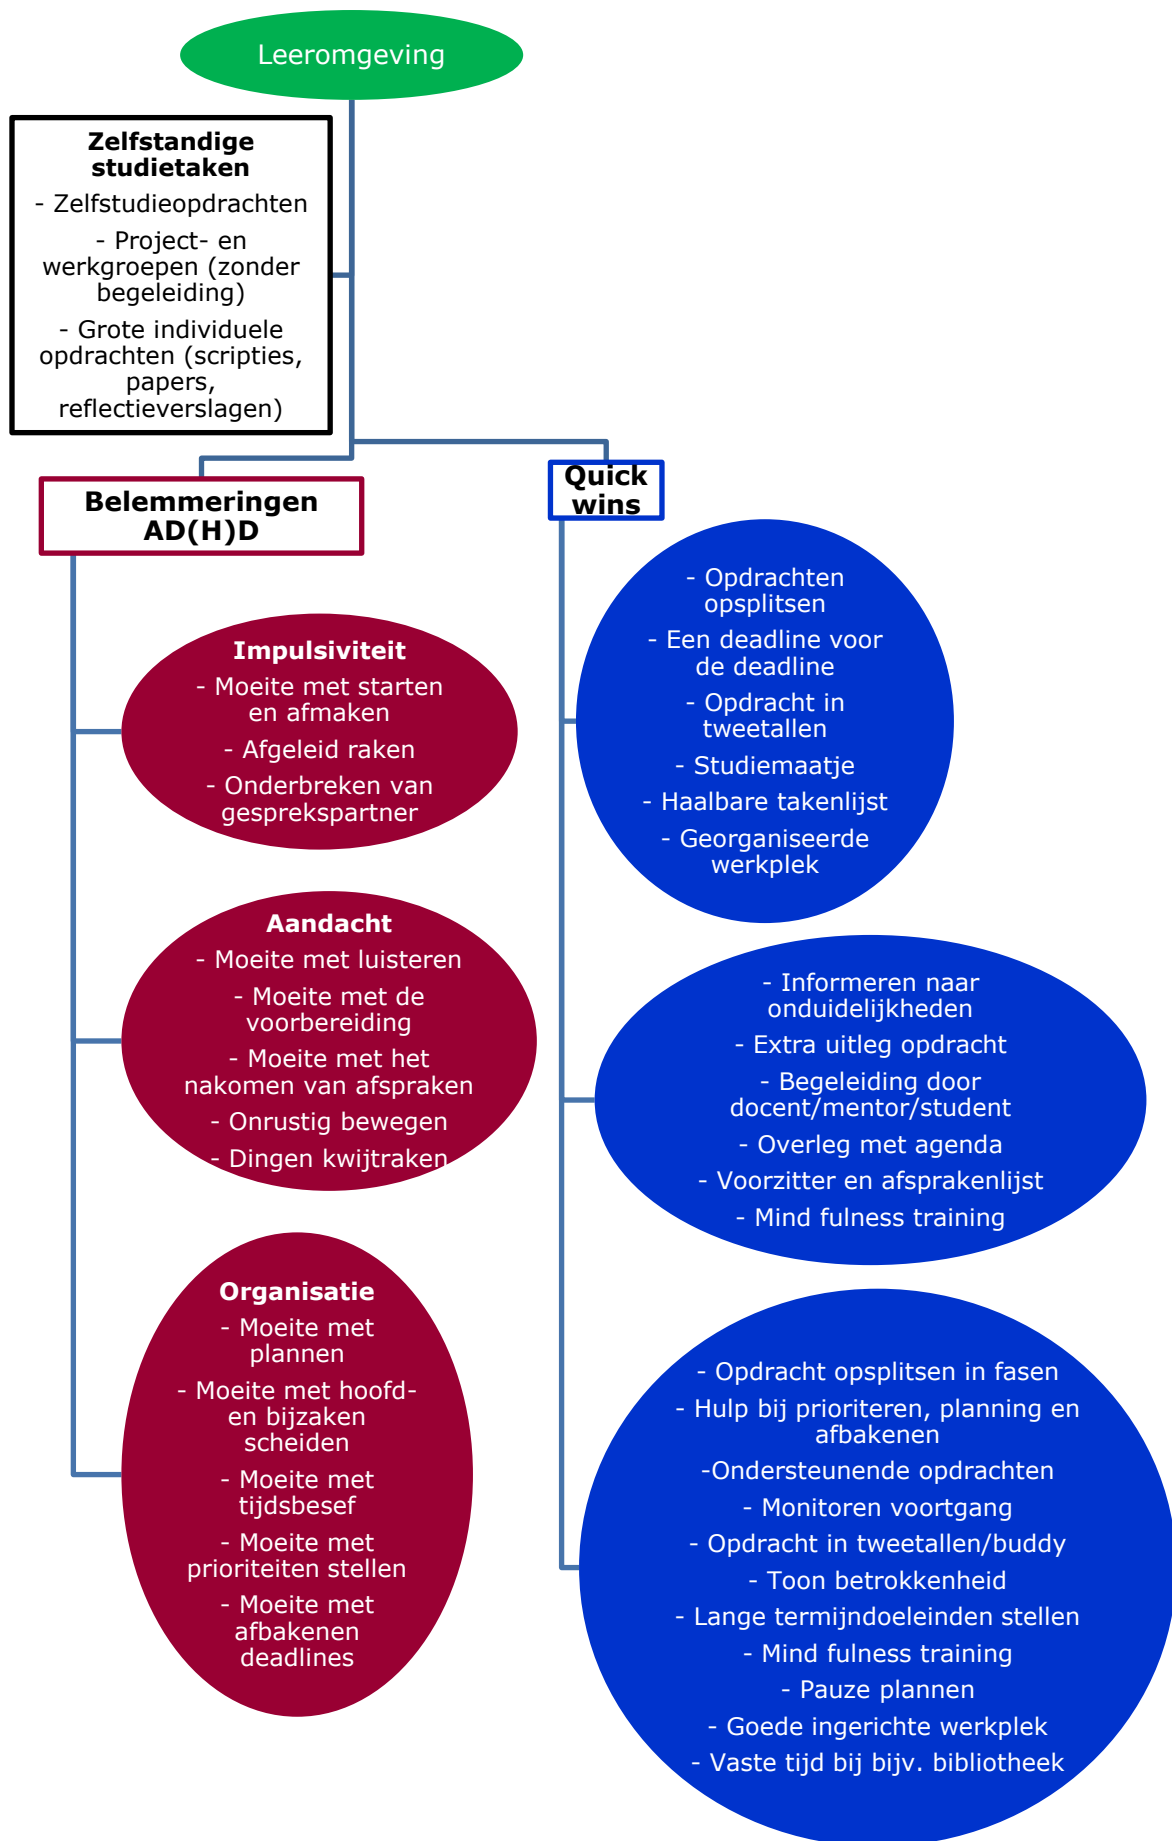 Leeromgeving
Zelfstandige
studietaken
- Zelfstudieopdrachten
- Project- en
werkgroepen (zonder
begeleiding)
- Grote individuele
opdrachten (scripties,
papers,
reflectieverslagen)
Belemmeringen
AD(H)D
Impulsiviteit
- Moeite met starten
en afmaken
- Afgeleid raken
- Onderbreken van
gesprekspartner
Aandacht
- Moeite met luisteren
- Moeite met de
voorbereiding
- Moeite met het
nakomen van afspraken
- Onrustig bewegen
- Dingen kwijtraken
Organisatie
- Moeite met
plannen
- Moeite met hoofd-
en bijzaken
scheiden
- Moeite met
tijdsbesef
- Moeite met
prioriteiten stellen
- Moeite met
afbakenen
deadlines
Quick
wins
- Opdrachten
opsplitsen
- Een deadline voor
de deadline
- Opdracht in
tweetallen
- Studiemaatje
- Haalbare takenlijst
- Georganiseerde
werkplek
- Informeren naar
onduidelijkheden
- Extra uitleg opdracht
- Begeleiding door
docent/mentor/student
- Overleg met agenda
- Voorzitter en afsprakenlijst
- Mind fulness training
- Opdracht opsplitsen in fasen
- Hulp bij prioriteren, planning en
afbakenen
-Ondersteunende opdrachten
- Monitoren voortgang
- Opdracht in tweetallen/buddy
- Toon betrokkenheid
- Lange termijndoeleinden stellen
- Mind fulness training
- Pauze plannen
- Goede ingerichte werkplek
- Vaste tijd bij bijv. bibliotheek